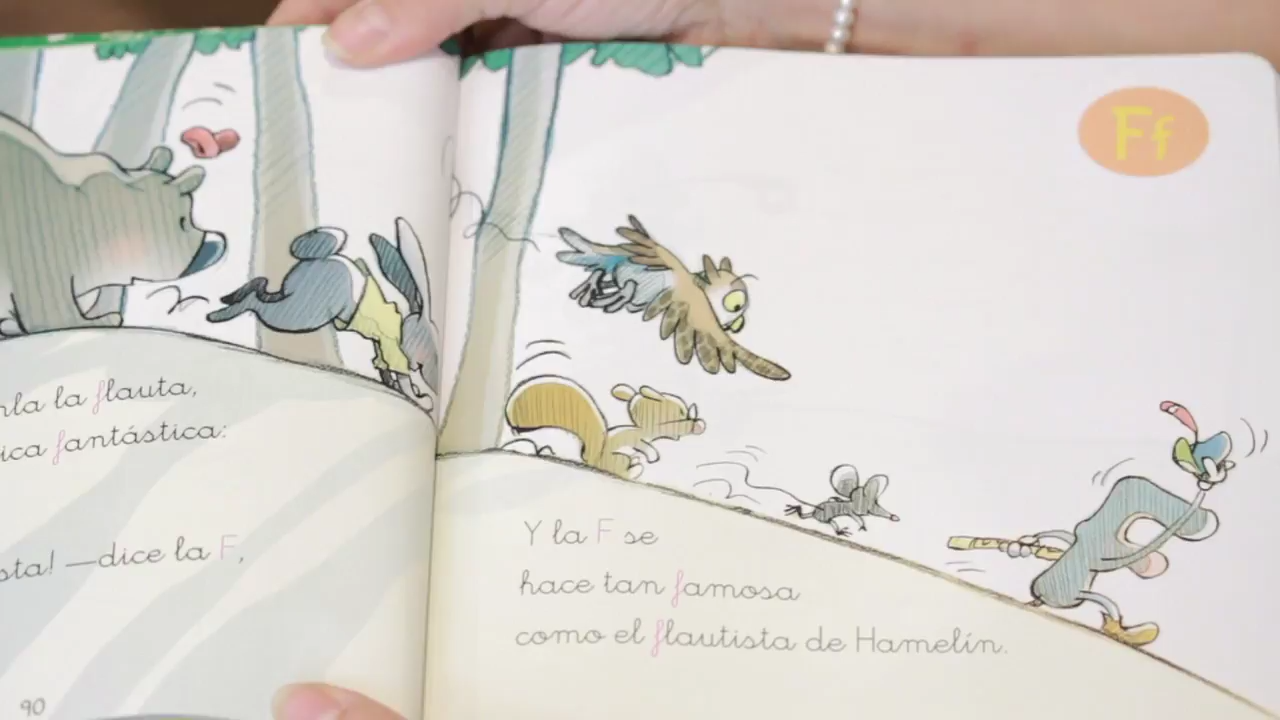 la flauta,
fantástica:
—dice la F,
90
Ff
Y la F se
hace tan famosa
como el flautista de Hamelín.